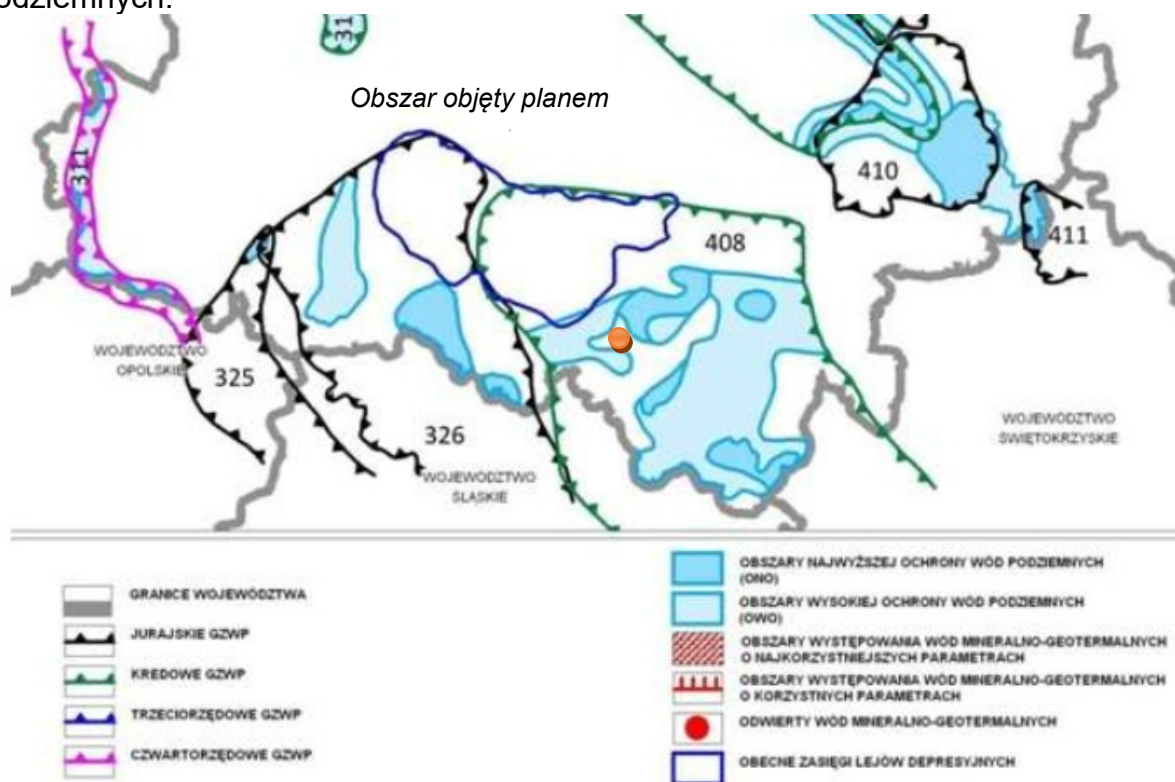 odziemnych.
31
Obszar objęty planem
311
410
411
408
WOJEWÓDZTWO
OPOLSKIE
325
326
WOJEWÓDZTWO
ŚLĄSKIE
WOJEWÓDZTWO
ŚWIĘTOKRZYSKIE
GRANICE WOJEWÓDZTWA
JURAJSKIE GZWP
KREDOWE GZWP
TRZECIORZĘDOWE GZWP
CZWARTORZĘDOWE GZWP
OBSZARY NAJWYŻSZEJ OCHRONY WÓD PODZIEMNYCH
(ONO)
OBSZARY WYSOKIEJ OCHRONY WÓD PODZIEMNYCH
(OWO)
OBSZARY WYSTĘPOWANIA WÓD MINERALNO-GEOTERMALNYCH
O NAJKORZYSTNIEJSZYCH PARAMETRACH
OBSZARY WYSTĘPOWANIA WÓD MINERALNO-GEOTERMALNYCH
O KORZYSTNYCH PARAMETRACH
ODWIERTY WÓD MINERALNO-GEOTERMALNYCH
OBECNE ZASIĘGI LEJÓW DEPRESYJNYCH